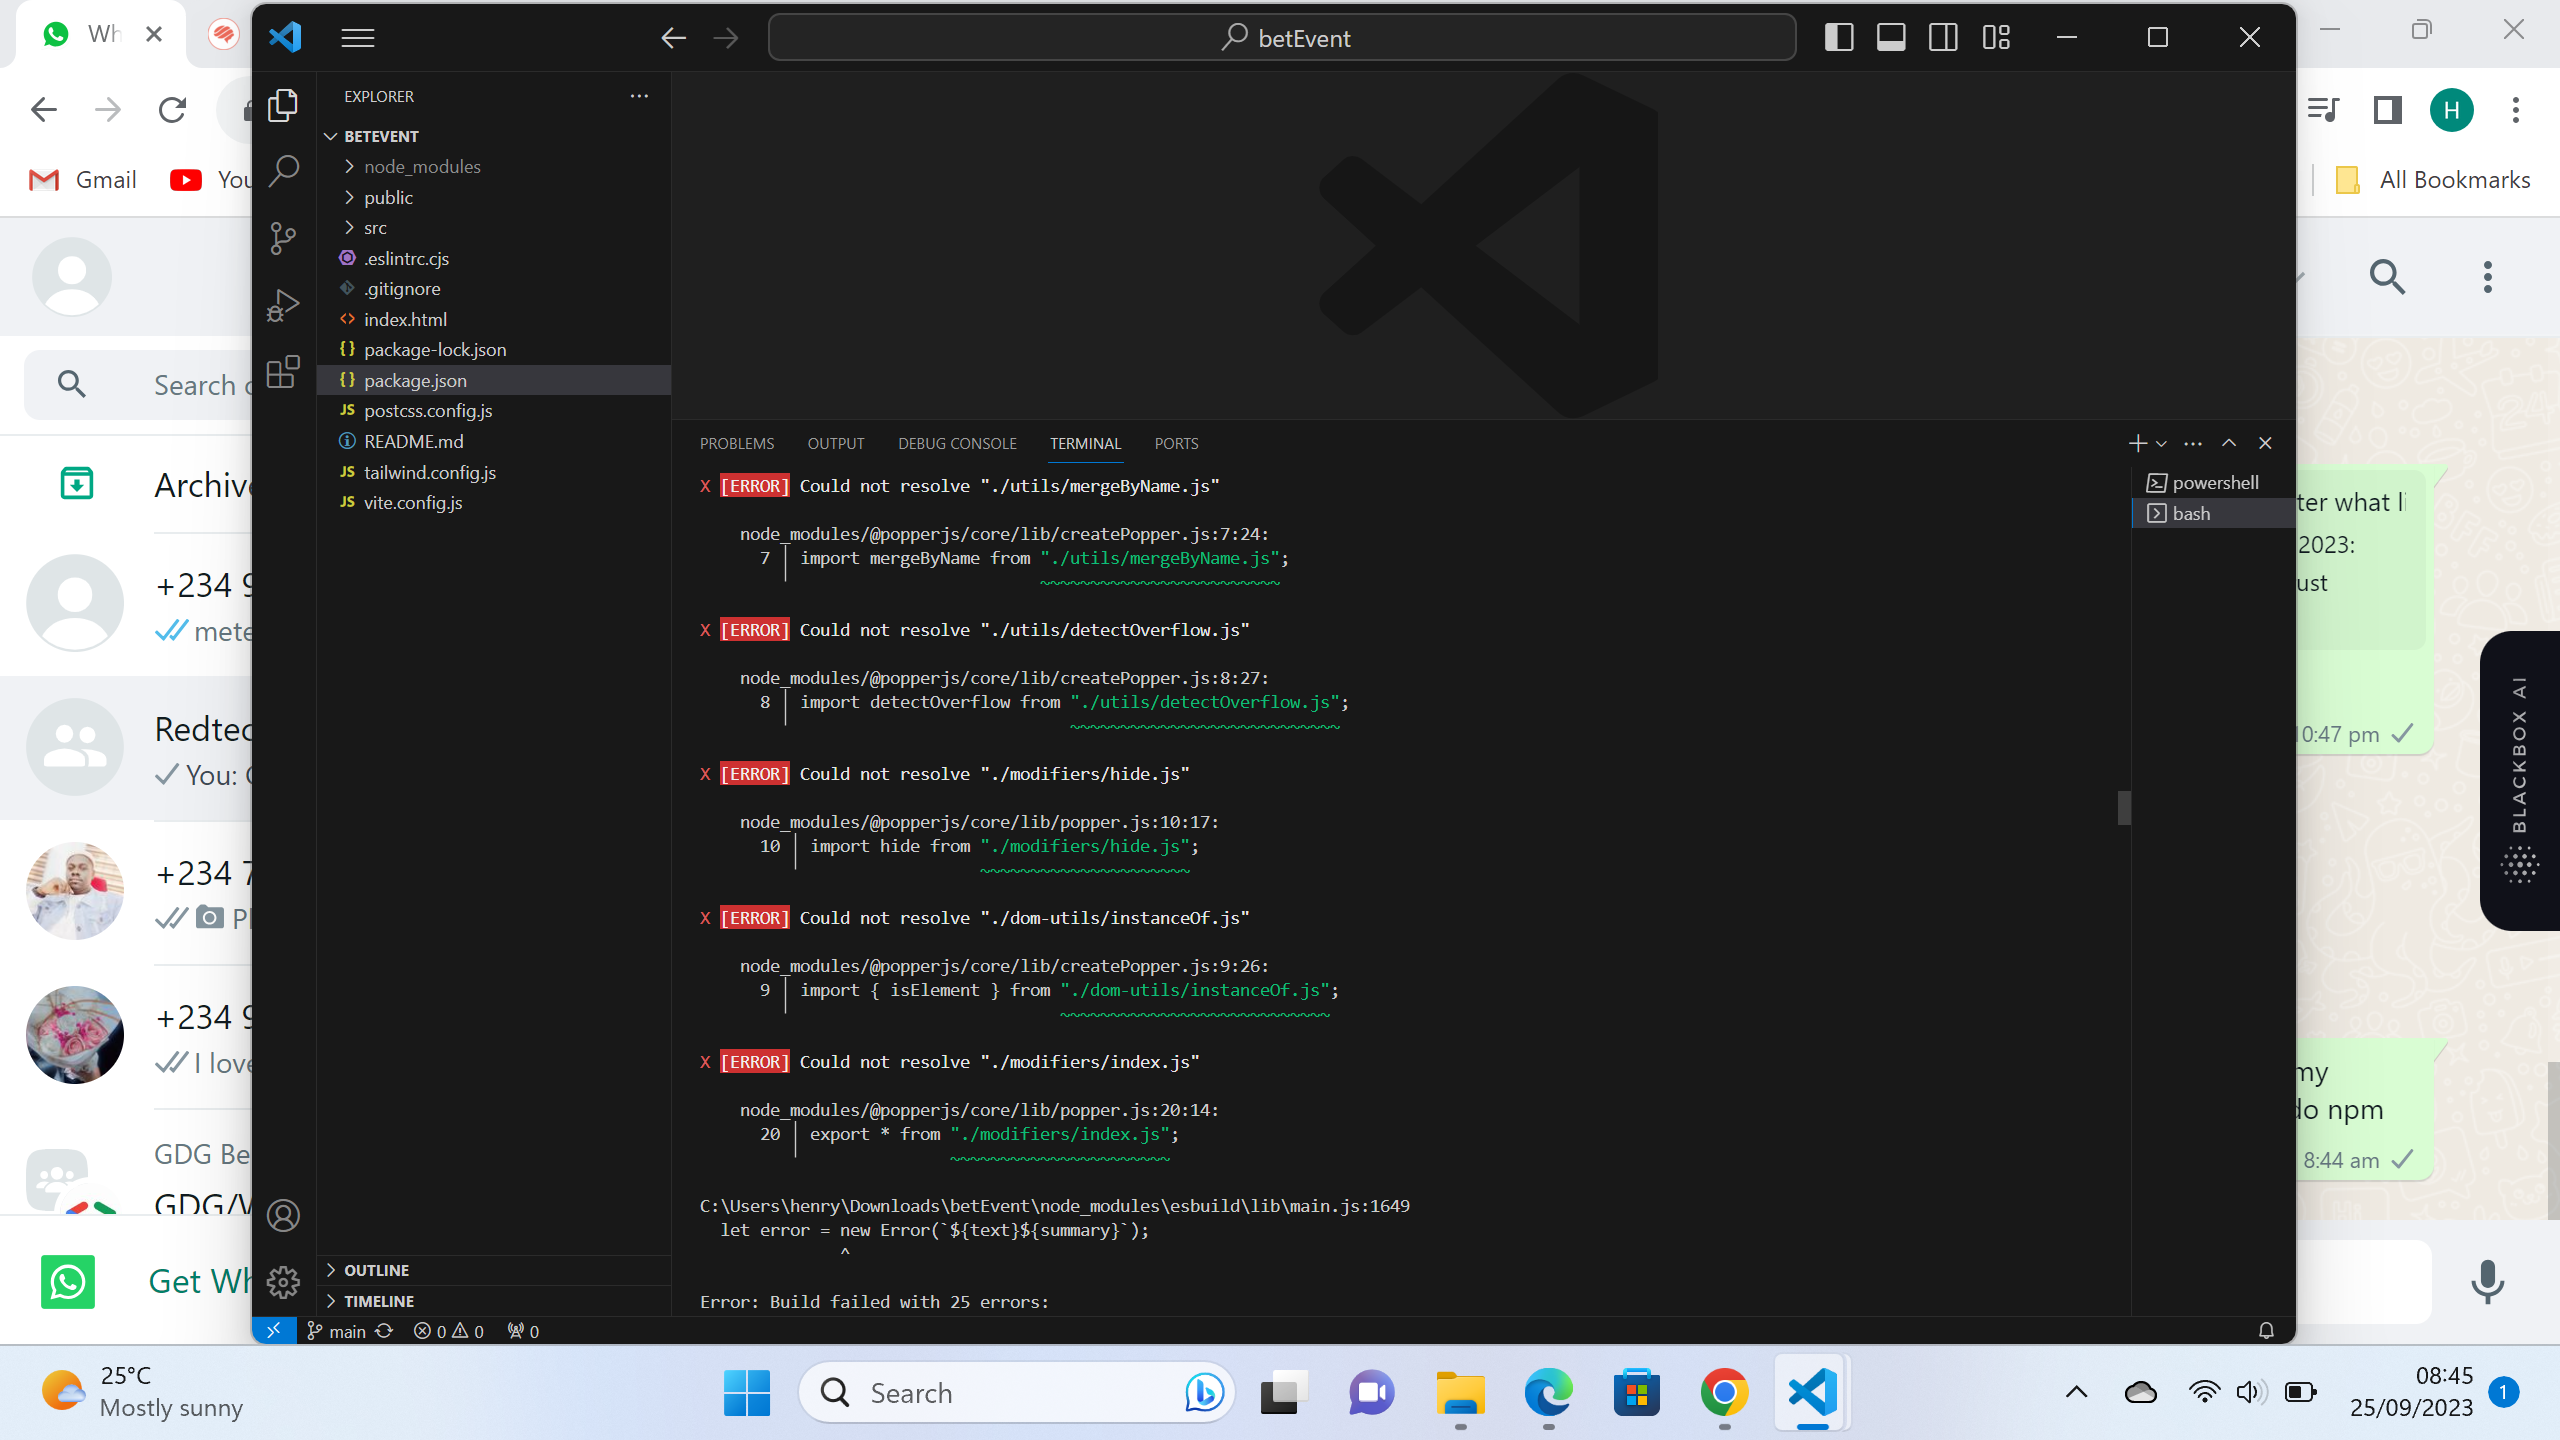 Wh
betEvent
H
Gmail
You
All Bookmarks
EXPLORER
BETEVENT
node_modules
public
src
.eslintrc.cjs
.gitignore
index.html
package-lock.json
package.json
postcss.config.js
README.md
tailwind.config.js
vite.config.js
OUTLINE
TIMELINE
PROBLEMS OUTPUT DEBUG CONSOLE TERMINAL PORTS
powershell
bash
X [ERROR] Could not resolve "./utils/mergeByName.js"
node_modules/@popperjs/core/lib/createPopper.js:7:24:
7 │ import mergeByName from "./utils/mergeByName.js";
~~~~~~~~~~~~~~~~~~~~~~~~
X [ERROR] Could not resolve "./utils/detectOverflow.js"
node_modules/@popperjs/core/lib/createPopper.js:8:27:
8 │ import detectOverflow from "./utils/detectOverflow.js";
~~~~~~~~~~~~~~~~~~~~~~~~~~~
X [ERROR] Could not resolve "./modifiers/hide.js"
node_modules/@popperjs/core/lib/popper.js:10:17:
10 │ import hide from "./modifiers/hide.js";
~~~~~~~~~~~~~~~~~~~~~
X [ERROR] Could not resolve "./dom-utils/instanceOf.js"
node_modules/@popperjs/core/lib/createPopper.js:9:26:
9 │ import { isElement } from "./dom-utils/instanceOf.js";
~~~~~~~~~~~~~~~~~~~~~~~~~~~
X [ERROR] Could not resolve "./modifiers/index.js"
node_modules/@popperjs/core/lib/popper.js:20:14:
20 │ export * from "./modifiers/index.js";
~~~~~~~~~~~~~~~~~~~~~~
C:\Users\henry\Downloads\betEvent\node_modules\esbuild\lib\main.js:1649
let error = new Error(`${text}${summary}`);
^
Error: Build failed with 25 errors:
main 0 0 0
Search
Archive
+234 9
mete
Redtec
You:
+234 7
+234 9
I love
GDG Be
GDG/W
Get Wh
ter what li
2023:
ust
10:47 pm
BLACKBOX AI
my
do npm
8:44 am
25°C
Mostly sunny
Search
08:45
25/09/2023
1